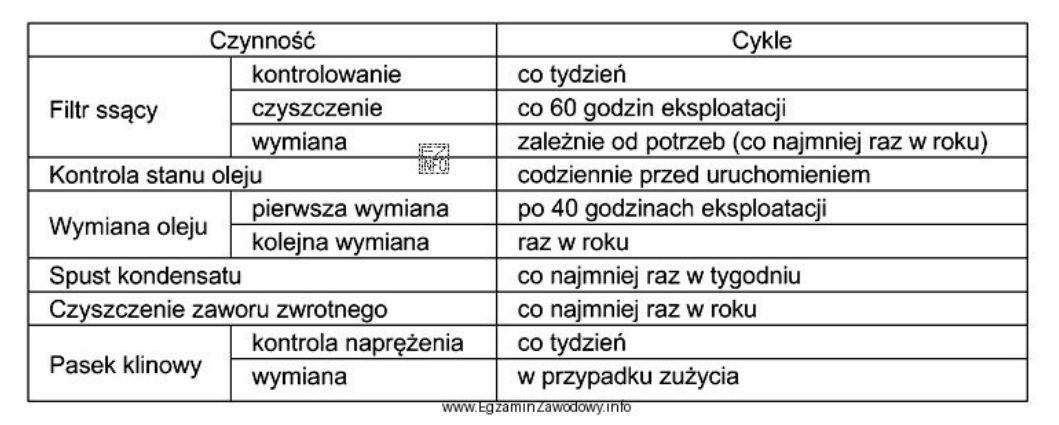 Czynność Cykle
Filtr ssący
kontrolowanie co tydzień
czyszczenie co 60 godzin eksploatacji
wymiana zależnie od potrzeb (co najmniej raz w roku)
EZ
INFO
Kontrola stanu oleju codziennie przed uruchomieniem
Wymiana oleju
pierwsza wymiana po 40 godzinach eksploatacji
kolejna wymiana raz w roku
Spust kondensatu co najmniej raz w tygodniu
Czyszczenie zaworu zwrotnego co najmniej raz w roku
Pasek klinowy
kontrola naprężenia co tydzień
wymiana w przypadku zużycia
www.EgzaminZawodowy.info